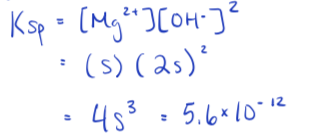 Ksp = [Mg²⁺][OH⁻]²
= (s) (2s)²
= 4s³ = 5.6×10⁻¹²